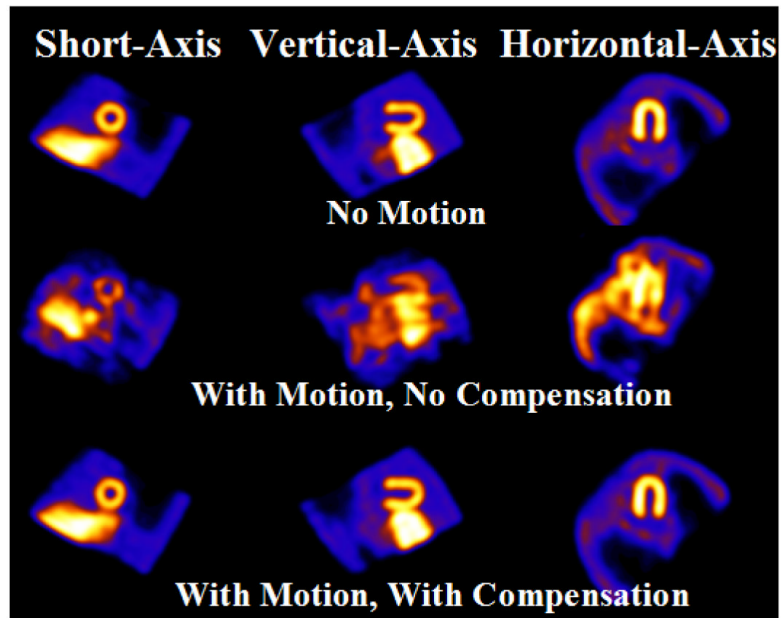 Short-Axis Vertical-Axis Horizontal-Axis
No Motion
With Motion, No Compensation
With Motion, With Compensation